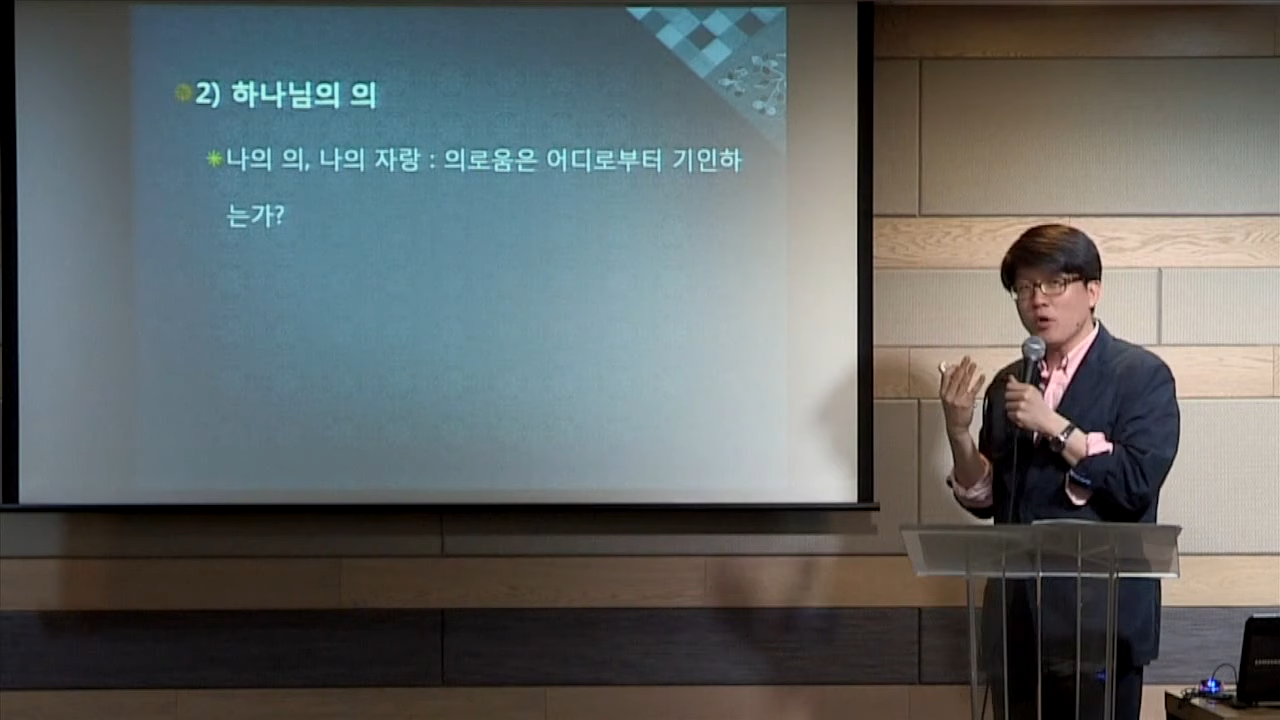 2) 하나님의 의
나의 의, 나의 자랑 : 의로움은 어디로부터 기인하
는가?